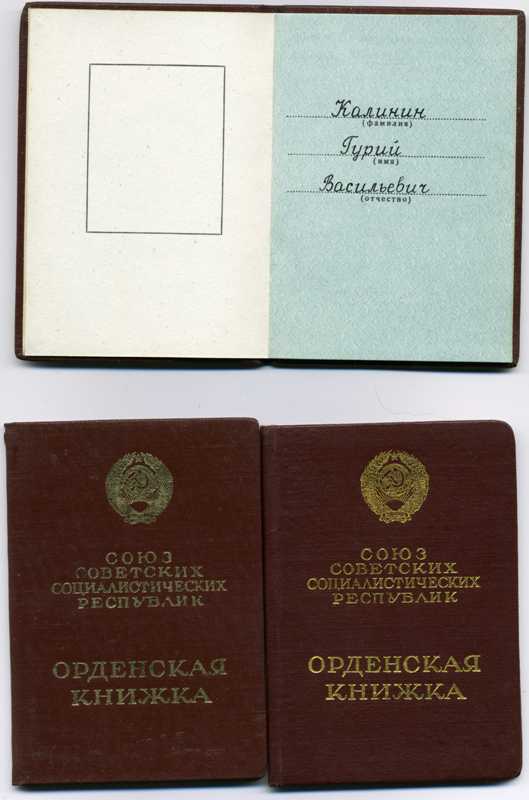 Калинин
(фамилия)
Гурий
(имя)
Васильевич
(отчество)
СОЮЗ
СОВЕТСКИХ
СОЦИАЛИСТИЧЕСКИХ
РЕСПУБЛИК
ОРДЕНСКАЯ
КНИЖКА
СОЮЗ
СОВЕТСКИХ
СОЦИАЛИСТИЧЕСКИХ
РЕСПУБЛИК
ОРДЕНСКАЯ
КНИЖКА